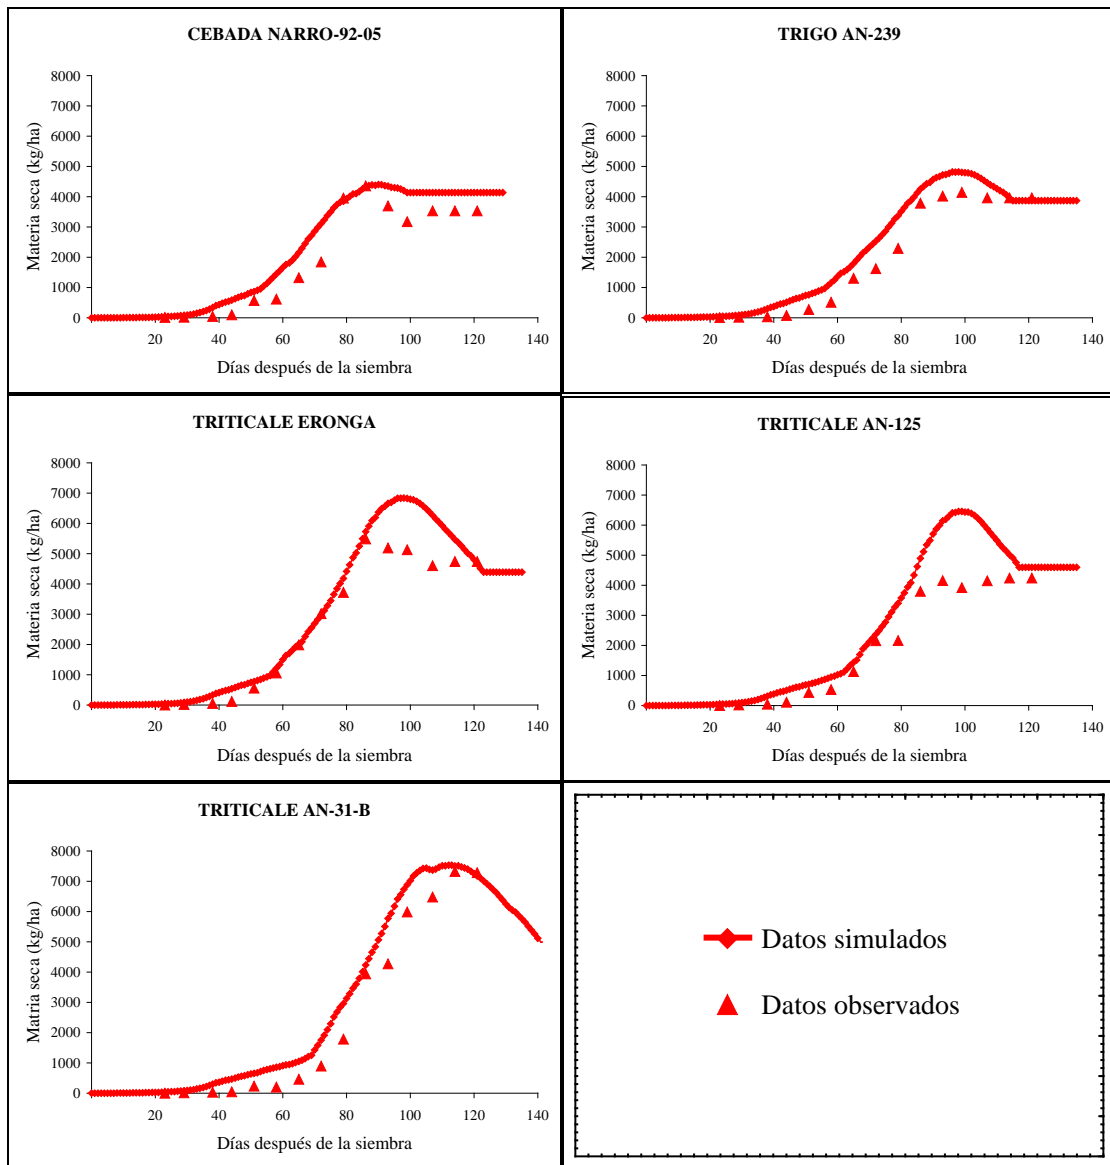 CEBADA NARRO-92-05
8000
7000
6000
5000
4000
3000
2000
1000
0
20 40 60 80 100 120 140
Materia seca (kg/ha)
Días después de la siembra
TRIGO AN-239
8000
7000
6000
5000
4000
3000
2000
1000
0
20 40 60 80 100 120 140
Materia seca (kg/ha)
Días después de la siembra
TRITICALE ERONGA
8000
7000
6000
5000
4000
3000
2000
1000
0
20 40 60 80 100 120 140
Materia seca (kg/ha)
Días después de la siembra
TRITICALE AN-125
8000
7000
6000
5000
4000
3000
2000
1000
0
20 40 60 80 100 120 140
Materia seca (kg/ha)
Días después de la siembra
TRITICALE AN-31-B
8000
7000
6000
5000
4000
3000
2000
1000
0
20 40 60 80 100 120 140
Matria seca (kg/ha)
Días después de la siembra
Datos simulados
Datos observados